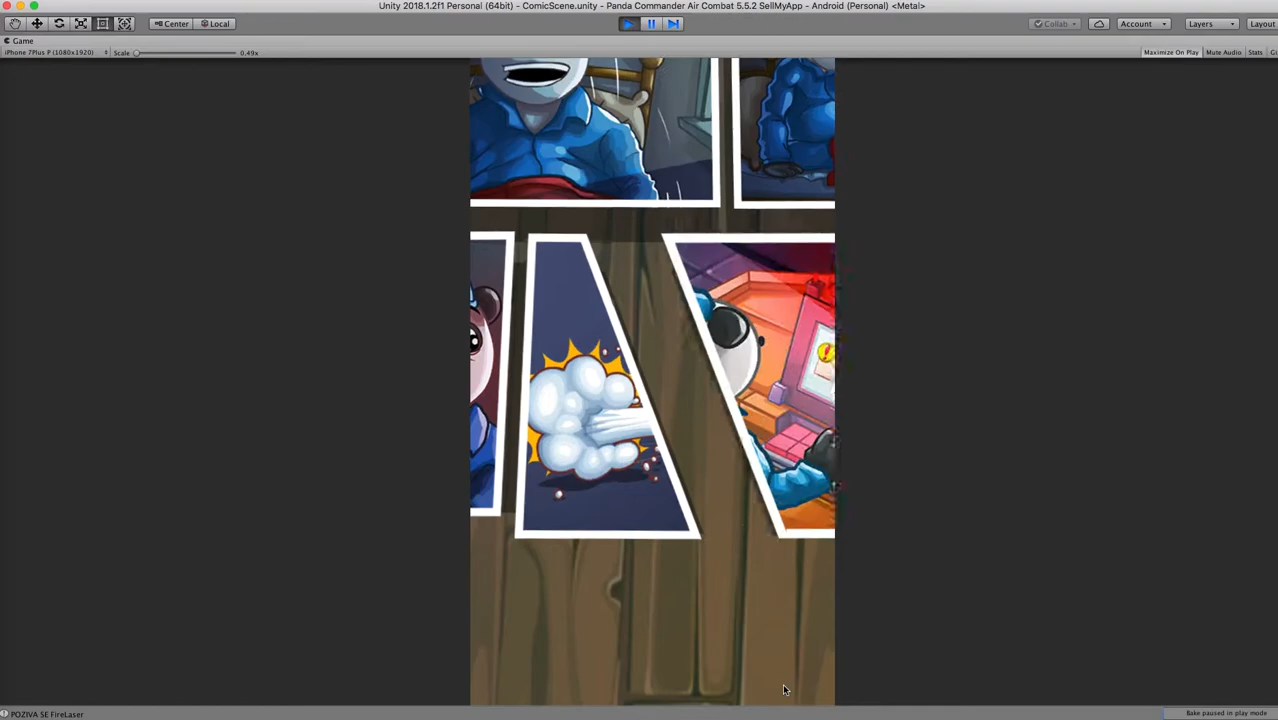 Unity 2018.1.2f1 Personal (64bit) - ComicScene.unity - Panda Commander Air Combat 5.5.2 SellMyApp - Android (Personal) <Metal>
Center Local Collab Account Layers Layout
Game
iPhone 7Plus P (1080x1920) Scale 0.49x Maximize On Play Mute Audio Stats
POZIVA SE FireLaser Bake paused in play mode